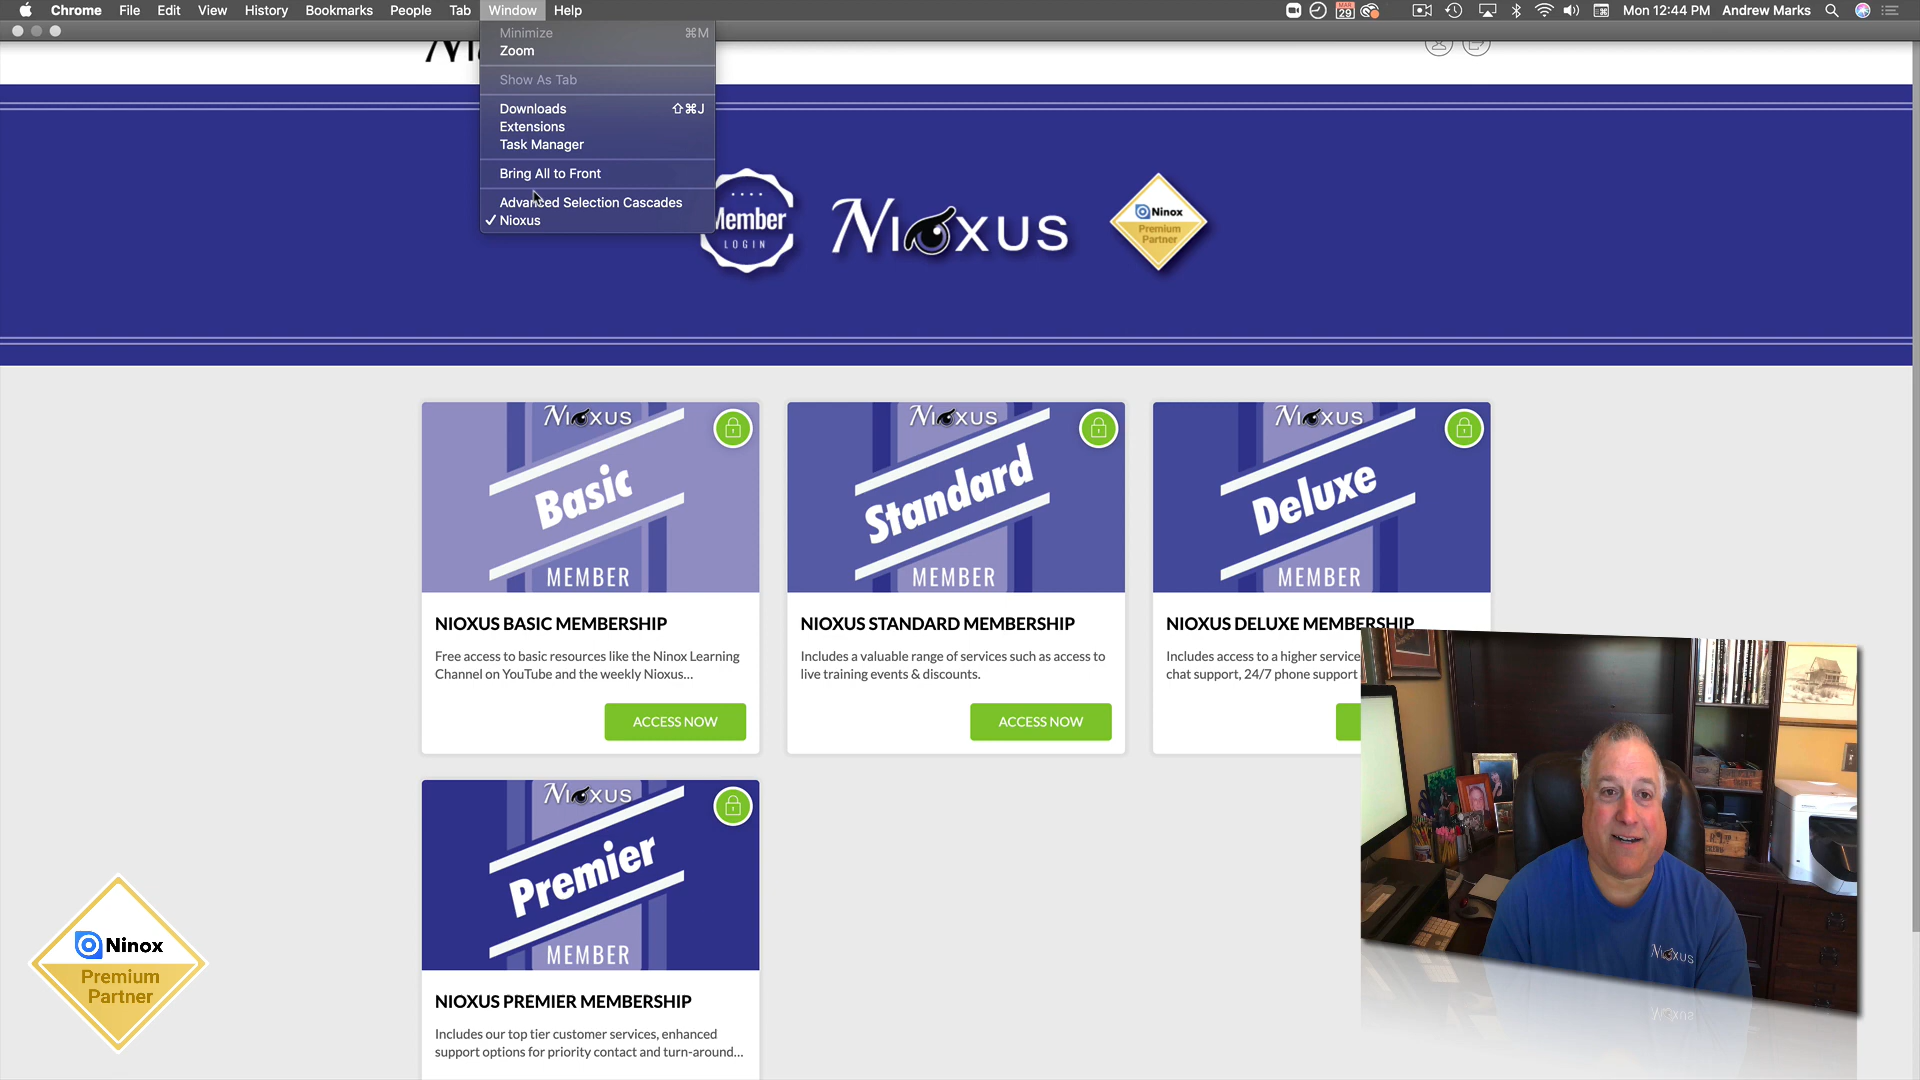 Chrome File Edit View History Bookmarks People Tab Window Help
MAR
29
Mon 12:44 PM Andrew Marks
Minimize ⌘M
Zoom
Show As Tab
Downloads ⇧⌘J
Extensions
Task Manager
Bring All to Front
Advanced Selection Cascades
✓ Nioxus
Member
LOGIN
NIOXUS
Ninox
Premium
Partner
NIOXUS
Basic
MEMBER
NIOXUS
Standard
MEMBER
NIOXUS
Deluxe
MEMBER
NIOXUS BASIC MEMBERSHIP
Free access to basic resources like the Ninox Learning
Channel on YouTube and the weekly Nioxus...
ACCESS NOW
NIOXUS STANDARD MEMBERSHIP
Includes a valuable range of services such as access to
live training events & discounts.
ACCESS NOW
NIOXUS DELUXE MEMBERSHIP
Includes access to a higher service
chat support, 24/7 phone support
NIOXUS
Premier
MEMBER
NIOXUS PREMIER MEMBERSHIP
Includes our top tier customer services, enhanced
support options for priority contact and turn-around...
Ninox
Premium
Partner
NIOXUS